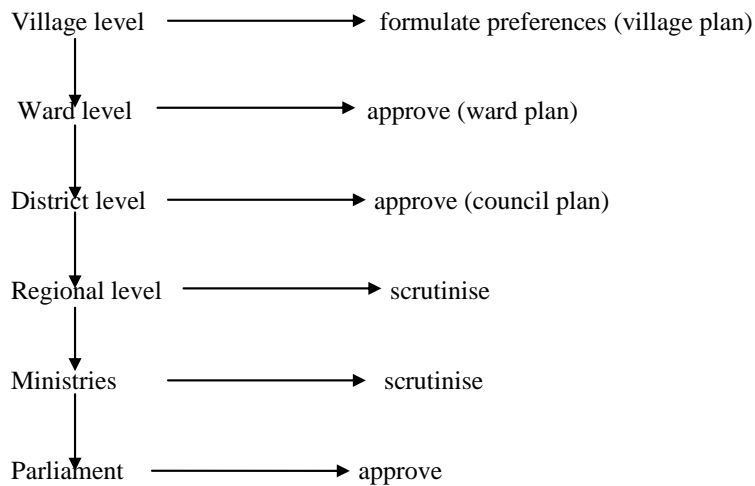 Village level formulate preferences (village plan)
Ward level approve (ward plan)
District level approve (council plan)
Regional level scrutinise
Ministries scrutinise
Parliament approve